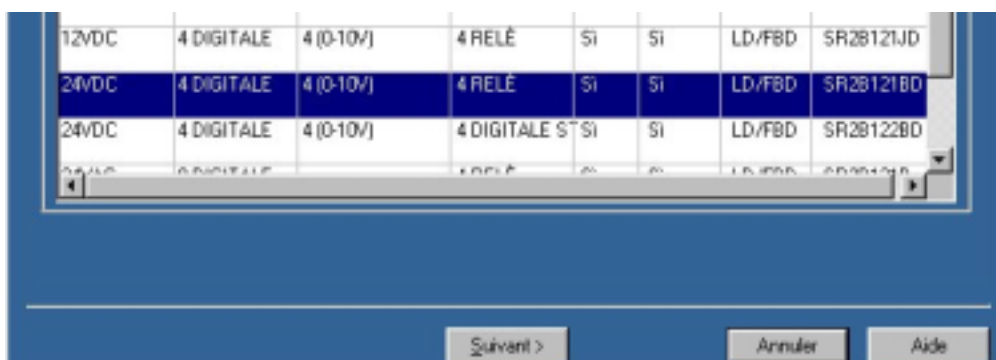 12VDC 4 DIGITALE 4 (0-10V) 4 RELÈ Sì Sì LD/FBD SR2B121JD
24VDC 4 DIGITALE 4 (0-10V) 4 RELÈ Sì Sì LD/FBD SR2B121BD
24VDC 4 DIGITALE 4 (0-10V) 4 DIGITALE ST Sì Sì LD/FBD SR2B122BD
Suivant > Annuler Aide